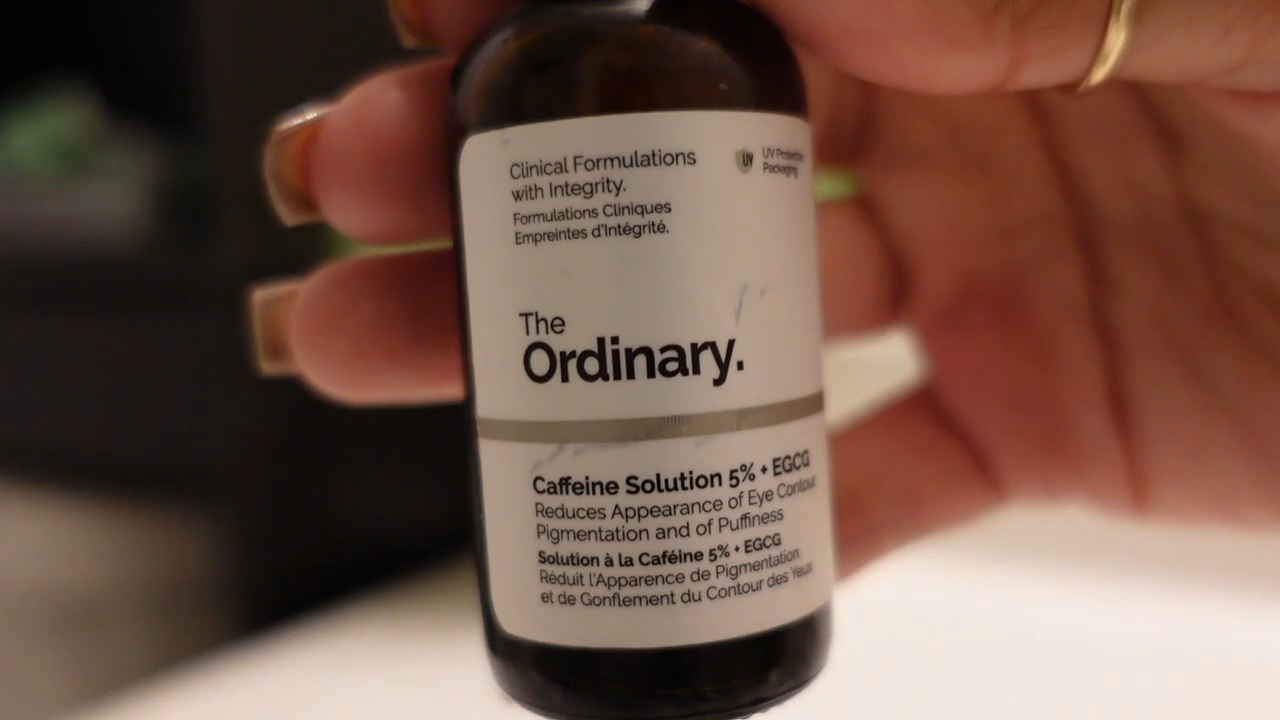 Clinical Formulations
with Integrity.
Formulations Cliniques
Empreintes d'Intégrité.
UV
UV Protective
Packaging
The
Ordinary.
Caffeine Solution 5% + EGCG
Reduces Appearance of Eye Contour
Pigmentation and of Puffiness
Solution à la Caféine 5% + EGCG
Réduit l'Apparence de Pigmentation
et de Gonflement du Contour des Yeux